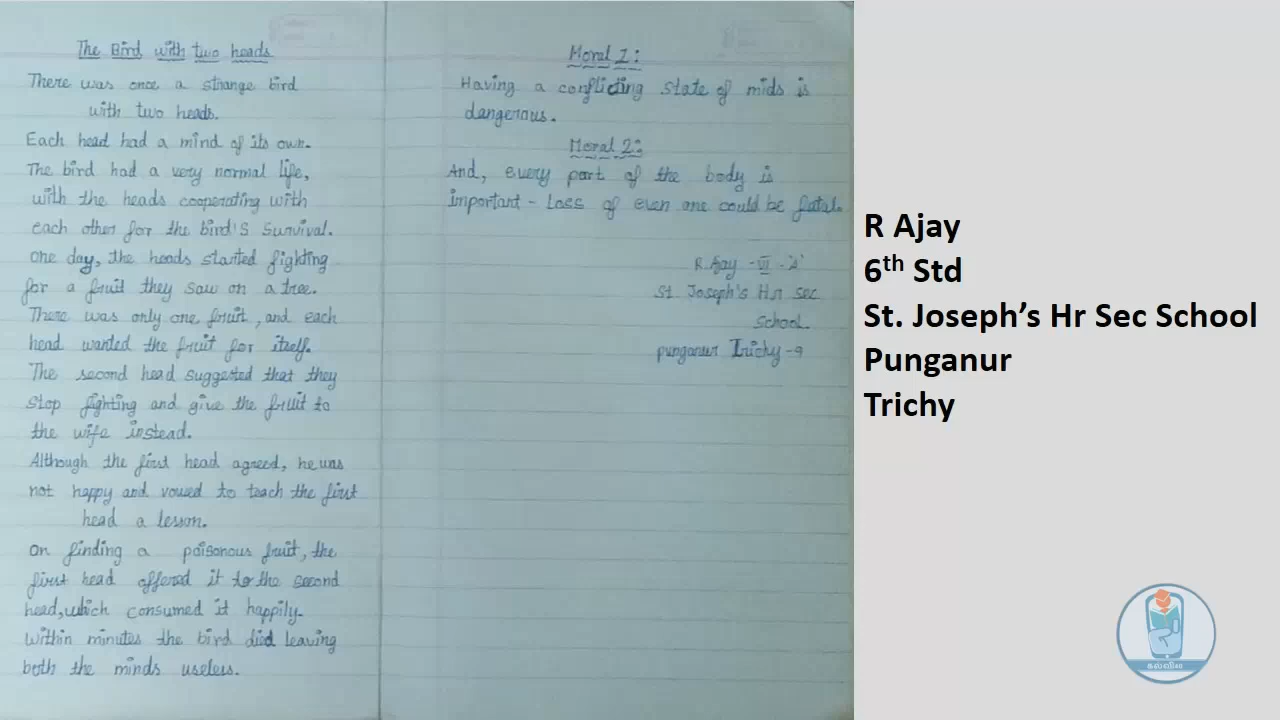 The Bird with two heads
There was once a strange bird
with two heads.
Each head had a mind of its own.
The bird had a very normal life,
with the heads cooperating with
each other for the bird's survival.
one day, the heads started fighting
for a fruit they saw on a tree.
There was only one fruit, and each
head wanted the fruit for itself.
The second head suggested that they
stop fighting and give the fruit to
the wife instead.
Although the first head agreed, he was
not happy and vowed to teach the first
head a lesson.
on finding a poisonous fruit, the
first head offered it to the second
head, which consumed it happily.
within minutes the bird died leaving
both the minds useless.
Moral 1:
Having a conflicting state of mids is
dangerous.
Moral 2:
And, every part of the body is
important - Loss of even one could be fatal.
R. Ajay - VI - 'A'
St Joseph's Hr sec
School.
punganur Trichy - 9
R Ajay
6th Std
St. Joseph's Hr Sec School
Punganur
Trichy
கல்வி